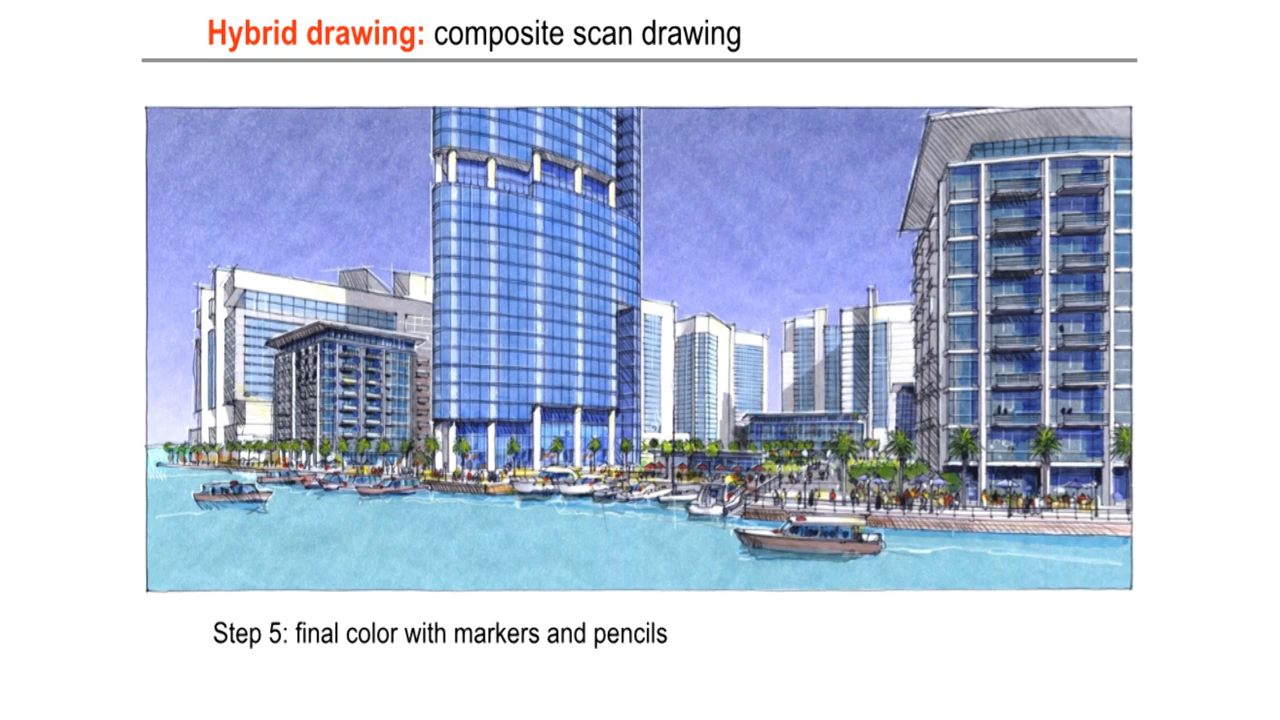 Hybrid drawing: composite scan drawing
Step 5: final color with markers and pencils